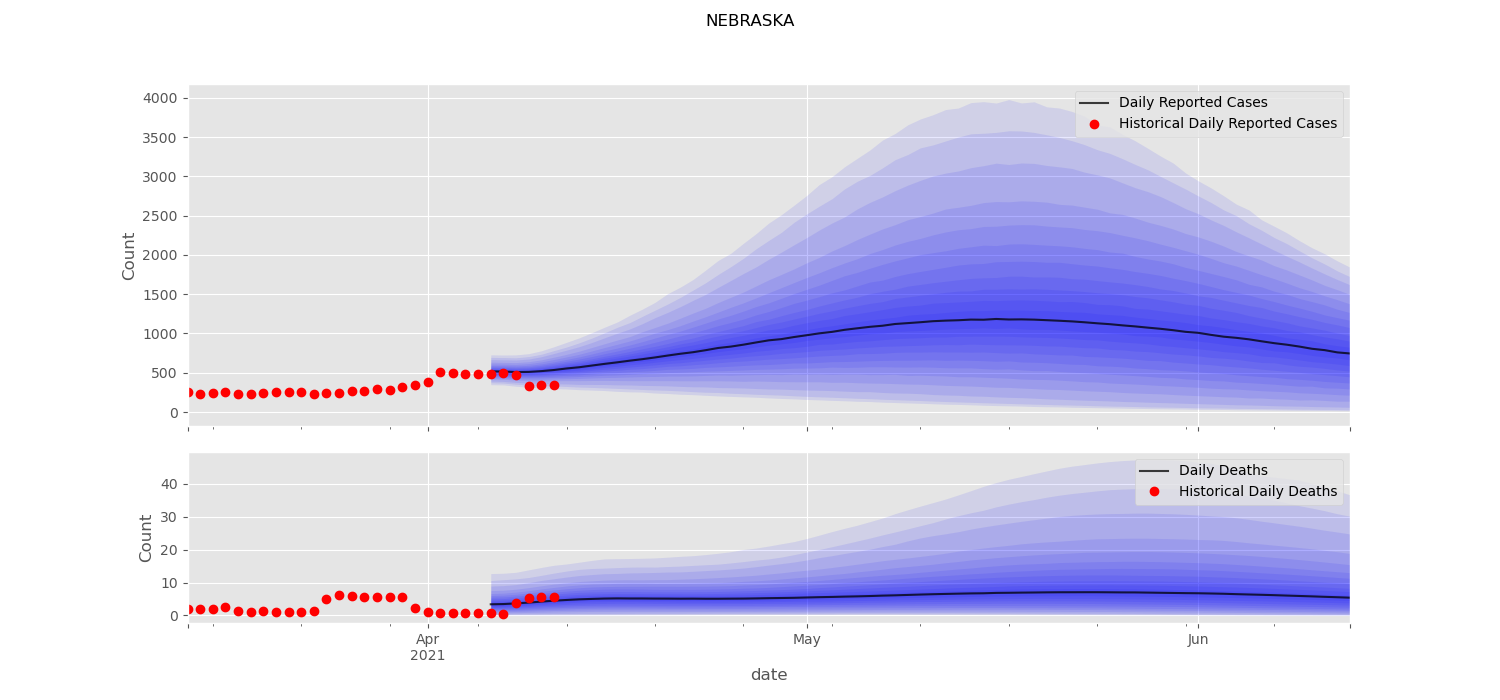 NEBRASKA
4000
3500
3000
2500
2000
1500
1000
500
0
Count
Daily Reported Cases
Historical Daily Reported Cases
40
30
20
10
0
Count
Daily Deaths
Historical Daily Deaths
Apr
2021
May
Jun
date